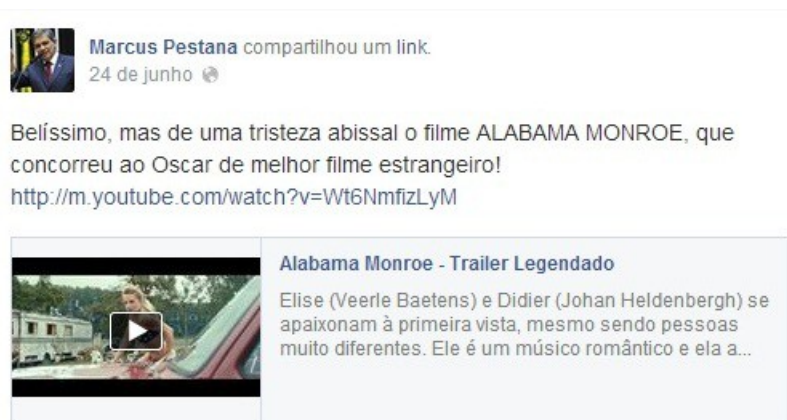 Marcus Pestana compartilhou um link.
24 de junho
Belíssimo, mas de uma tristeza abissal o filme ALABAMA MONROE, que
concorreu ao Oscar de melhor filme estrangeiro!
http://m.youtube.com/watch?v=Wt6NmfizLyM
Alabama Monroe - Trailer Legendado
Elise (Veerle Baetens) e Didier (Johan Heldenbergh) se
apaixonam à primeira vista, mesmo sendo pessoas
muito diferentes. Ele é um músico romântico e ela a...